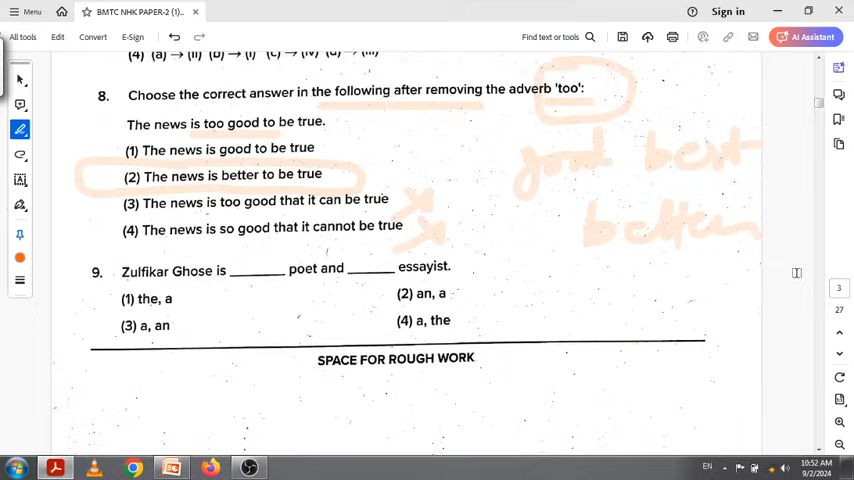 Menu
BMTC NHK PAPER-2 (1)...
Sign in
All tools
Edit
Convert
E-Sign
Find text or tools
AI Assistant
(4) (a) → (ii) (b) → (i) (c) → (iv) (d) → (iii)
8. Choose the correct answer in the following after removing the adverb 'too':
The news is too good to be true.
(1) The news is good to be true
(2) The news is better to be true
(3) The news is too good that it can be true
(4) The news is so good that it cannot be true
good best
better
9. Zulfikar Ghose is ________ poet and _______ essayist.
(1) the, a
(2) an, a
(3) a, an
(4) a, the
SPACE FOR ROUGH WORK
3
27
EN
10:52 AM
9/2/2024